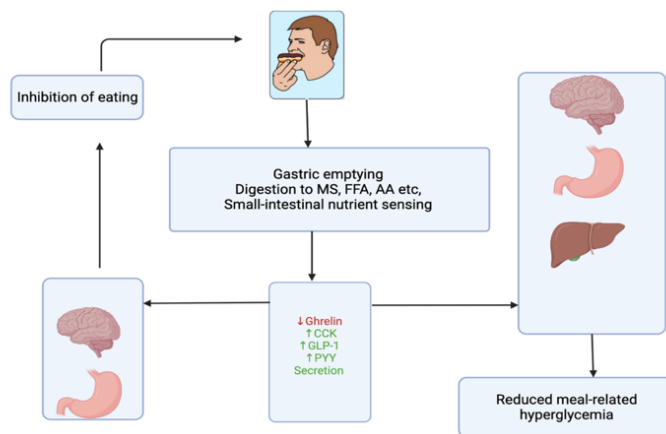 Inhibition of eating
Gastric emptying
Digestion to MS, FFA, AA etc,
Small-intestinal nutrient sensing
↓Ghrelin
↑CCK
↑GLP-1
↑PYY
Secretion
Reduced meal-related
hyperglycemia